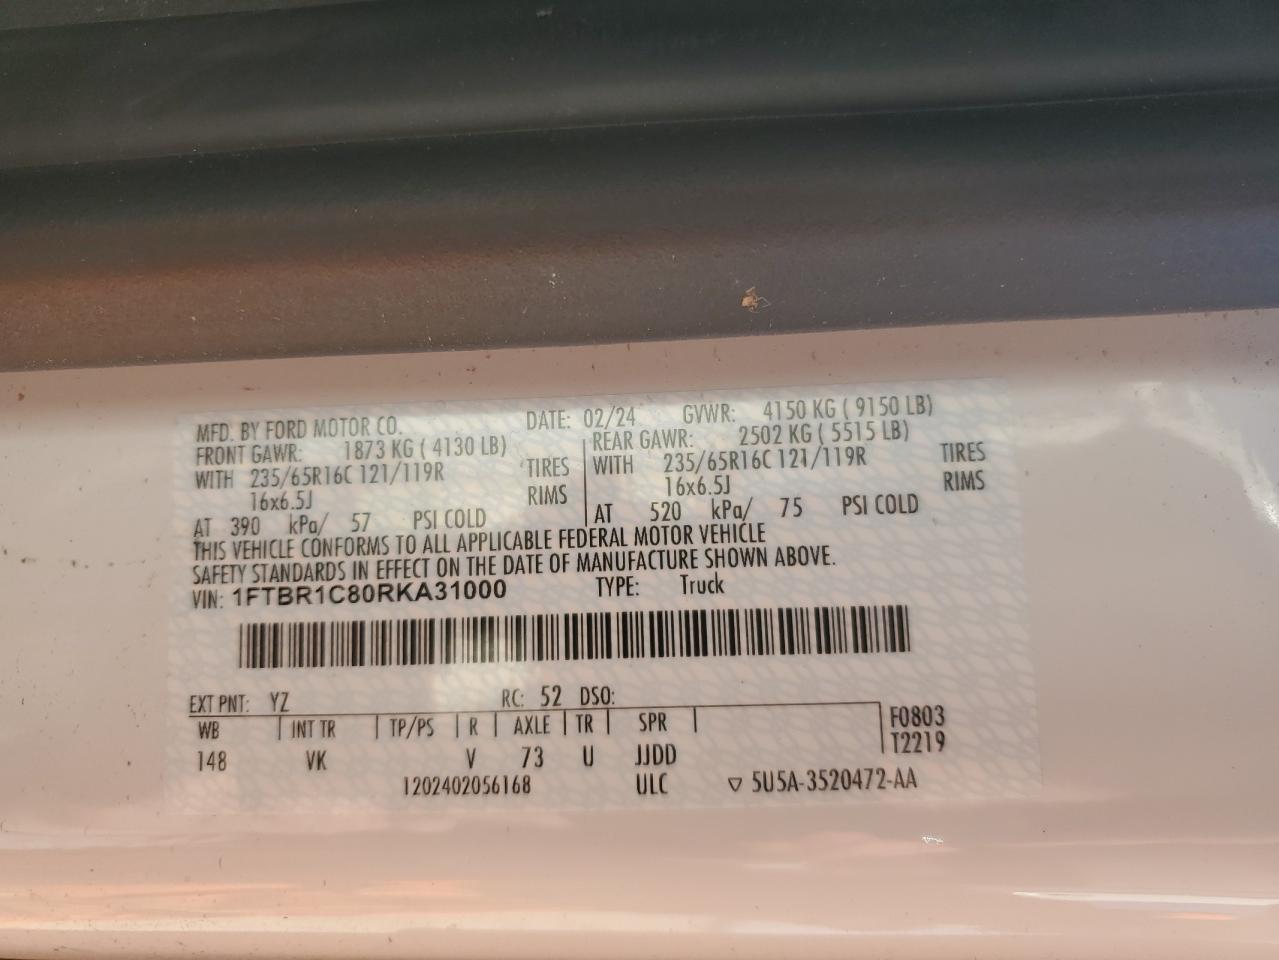 MFD. BY FORD MOTOR CO. DATE: 02/24 GVWR: 4150 KG ( 9150 LB)
FRONT GAWR: 1873 KG ( 4130 LB) REAR GAWR: 2502 KG ( 5515 LB)
WITH 235/65R16C 121/119R TIRES WITH 235/65R16C 121/119R TIRES
16x6.5J RIMS 16x6.5J RIMS
AT 390 kPa/ 57 PSI COLD AT 520 kPa/ 75 PSI COLD
THIS VEHICLE CONFORMS TO ALL APPLICABLE FEDERAL MOTOR VEHICLE
SAFETY STANDARDS IN EFFECT ON THE DATE OF MANUFACTURE SHOWN ABOVE.
VIN: 1FTBR1C80RKA31000 TYPE: Truck
EXT PNT: YZ RC: 52 DSO:
WB INT TR TP/PS R AXLE TR SPR F0803
T2219
148 VK V 73 U JJDD
1202402056168 ULC ▽ 5U5A-3520472-AA